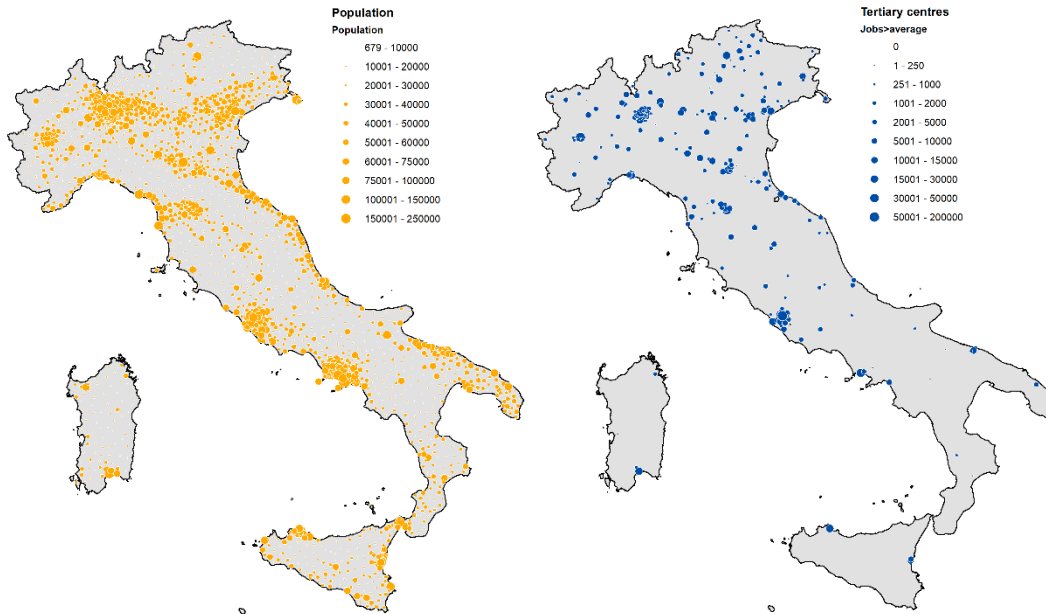 Population
Population
679 - 10000
10001 - 20000
20001 - 30000
30001 - 40000
40001 - 50000
50001 - 60000
60001 - 75000
75001 - 100000
100001 - 150000
150001 - 250000
Tertiary centres
Jobs>average
0
1 - 250
251 - 1000
1001 - 2000
2001 - 5000
5001 - 10000
10001 - 15000
15001 - 30000
30001 - 50000
50001 - 200000